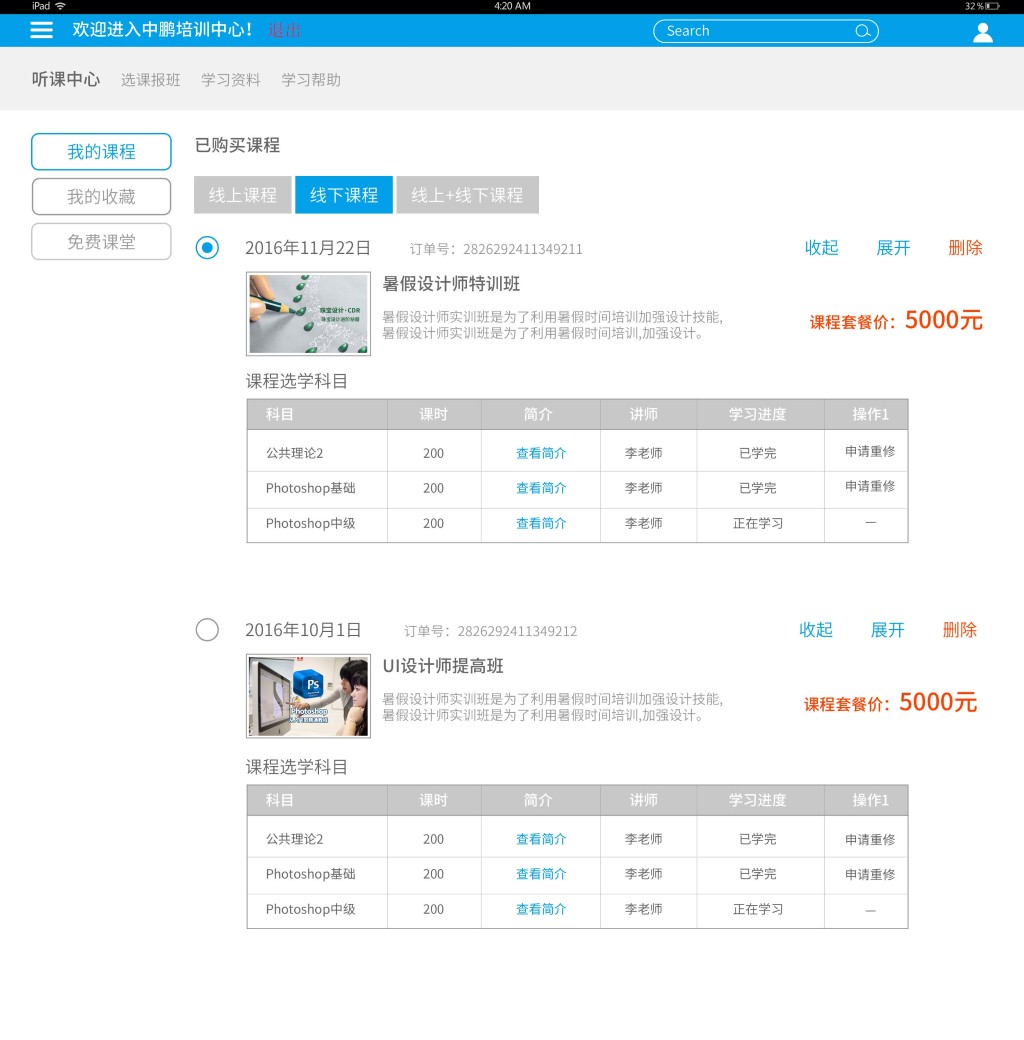 iPad
4:20 AM
32%
欢迎进入中鹏培训中心！ 退出
Search
听课中心 选课报班 学习资料 学习帮助
我的课程
我的收藏
免费课堂
已购买课程
线上课程 线下课程 线上+线下课程
2016年11月22日 订单号：2826292411349211 收起 展开 删除
珠宝设计·CDR
暑假设计师特训班
暑假设计师实训班是为了利用暑假时间培训加强设计技能,
暑假设计师实训班是为了利用暑假时间培训,加强设计。
课程套餐价：5000元
课程选学科目
科目 课时 简介 讲师 学习进度 操作1
公共理论2 200 查看简介 李老师 已学完 申请重修
Photoshop基础 200 查看简介 李老师 已学完 申请重修
Photoshop中级 200 查看简介 李老师 正在学习 —
2016年10月1日 订单号：2826292411349212 收起 展开 删除
Ps
Photoshop
UI设计师提高班
暑假设计师实训班是为了利用暑假时间培训加强设计技能,
暑假设计师实训班是为了利用暑假时间培训,加强设计。
课程套餐价：5000元
课程选学科目
科目 课时 简介 讲师 学习进度 操作1
公共理论2 200 查看简介 李老师 已学完 申请重修
Photoshop基础 200 查看简介 李老师 已学完 申请重修
Photoshop中级 200 查看简介 李老师 正在学习 —